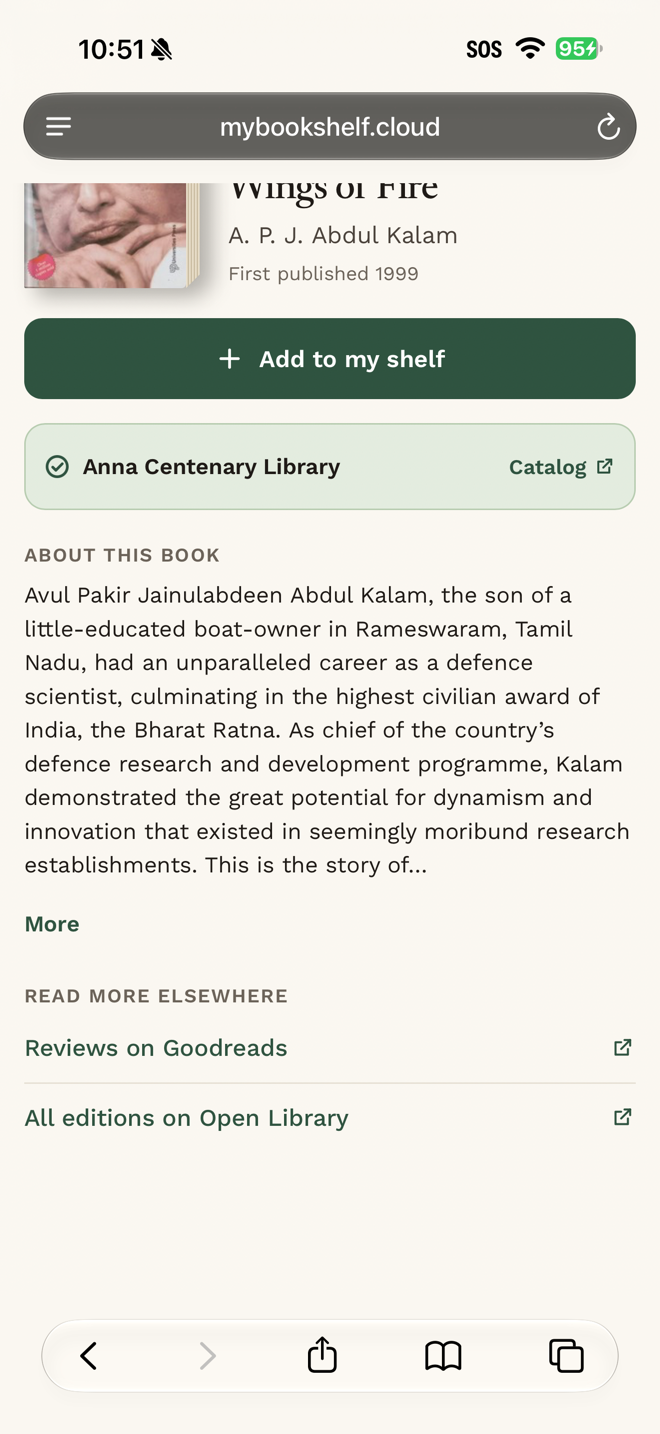 10:51
SOS
95
mybookshelf.cloud
Wings of Fire
A. P. J. Abdul Kalam
First published 1999
Add to my shelf
Anna Centenary Library
Catalog
ABOUT THIS BOOK
Avul Pakir Jainulabdeen Abdul Kalam, the son of a
little-educated boat-owner in Rameswaram, Tamil
Nadu, had an unparalleled career as a defence
scientist, culminating in the highest civilian award of
India, the Bharat Ratna. As chief of the country’s
defence research and development programme, Kalam
demonstrated the great potential for dynamism and
innovation that existed in seemingly moribund research
establishments. This is the story of...
More
READ MORE ELSEWHERE
Reviews on Goodreads
All editions on Open Library